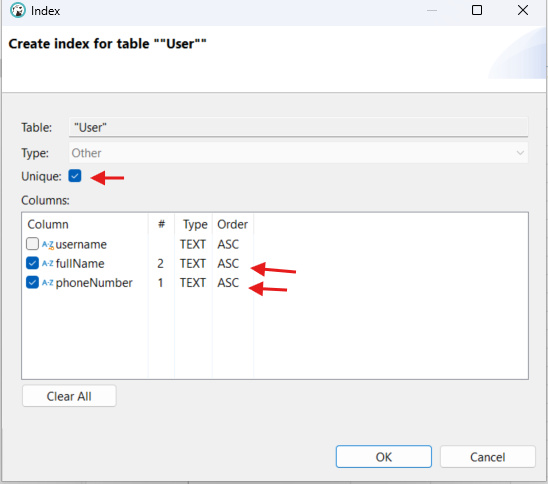 Index
Create index for table ""User""
Table: "User"
Type: Other
Unique:
Columns:
Column # Type Order
A-Z username TEXT ASC
A-Z fullName 2 TEXT ASC
A-Z phoneNumber 1 TEXT ASC
Clear All
OK Cancel